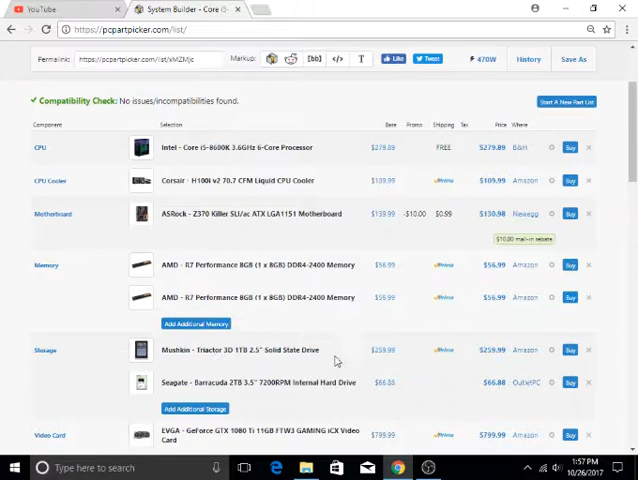 YouTube
System Builder - Core i5-
https://pcpartpicker.com/list/
Permalink: https://pcpartpicker.com/list/xMZMjc Markup: [bb] </> T Like Tweet 470W History Save As
Compatibility Check: No issues/incompatibilities found. Start A New Part List
Component Selection Base Promo Shipping Tax Price Where
CPU Intel - Core i5-8600K 3.6GHz 6-Core Processor $279.89 FREE $279.89 B&H Buy
CPU Cooler Corsair - H100i v2 70.7 CFM Liquid CPU Cooler $109.99 Prime $109.99 Amazon Buy
Motherboard ASRock - Z370 Killer SLI/ac ATX LGA1151 Motherboard $139.99 -$10.00 $0.99 $130.98 Newegg Buy
$10.00 mail-in rebate
Memory AMD - R7 Performance 8GB (1 x 8GB) DDR4-2400 Memory $56.99 Prime $56.99 Amazon Buy
AMD - R7 Performance 8GB (1 x 8GB) DDR4-2400 Memory $56.99 Prime $56.99 Amazon Buy
Add Additional Memory
Storage Mushkin - Triactor 3D 1TB 2.5" Solid State Drive $259.99 Prime $259.99 Amazon Buy
Seagate - Barracuda 2TB 3.5" 7200RPM Internal Hard Drive $66.88 $66.88 OutletPC Buy
Add Additional Storage
Video Card EVGA - GeForce GTX 1080 Ti 11GB FTW3 GAMING iCX Video $799.99 Prime $799.99 Amazon Buy
Card
Type here to search
1:57 PM
10/26/2017